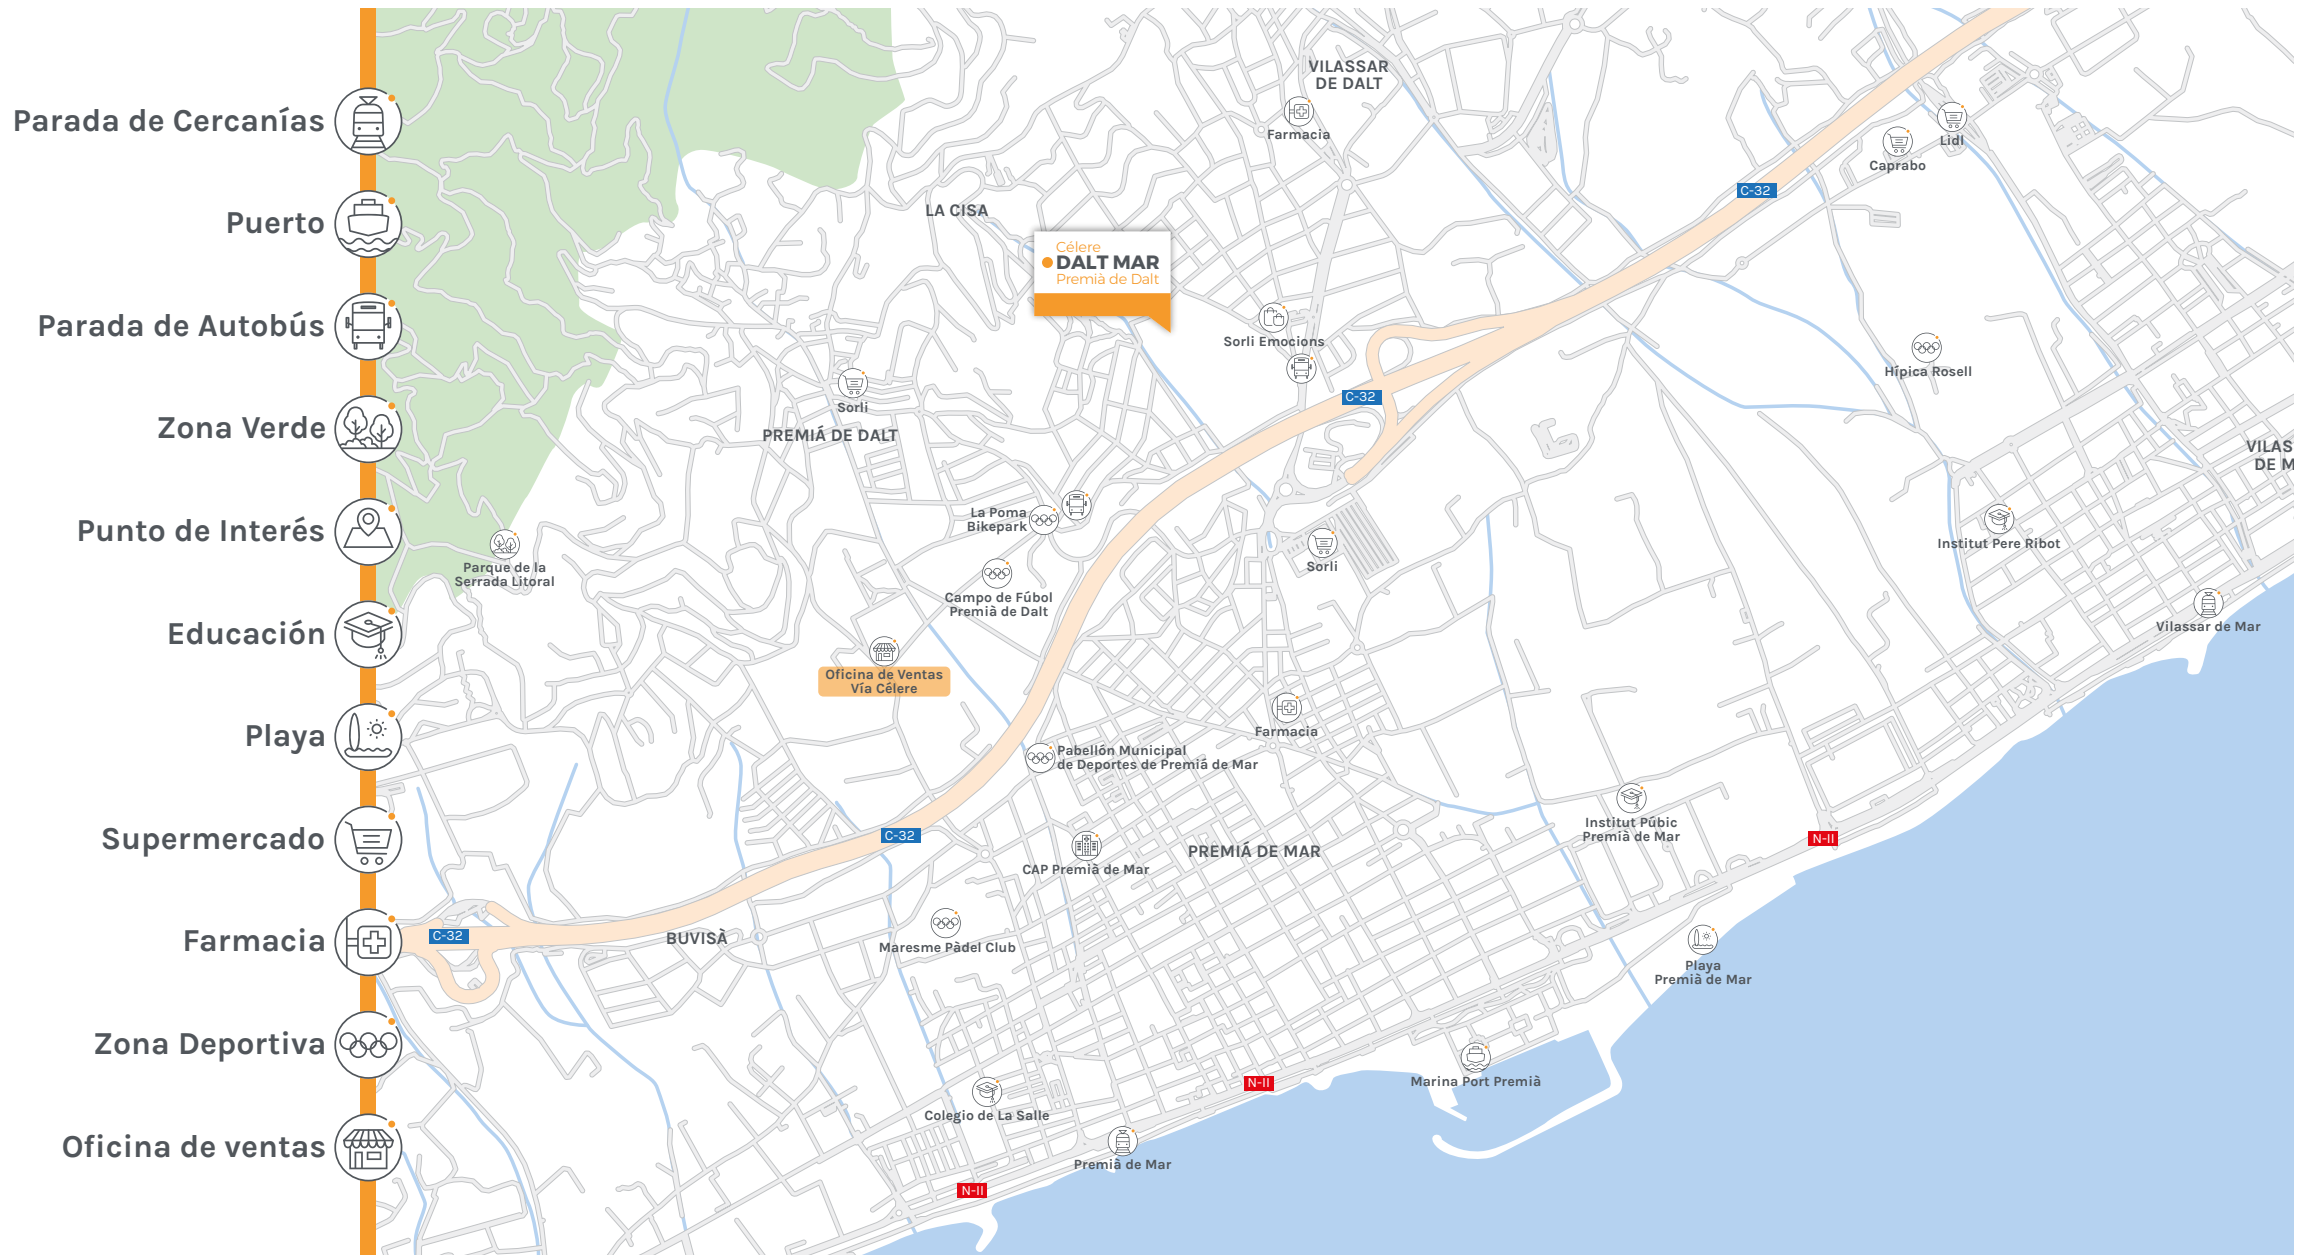 Parada de Cercanías
Puerto
Parada de Autobús
Zona Verde
Punto de Interés
Educación
Playa
Supermercado
Farmacia
Zona Deportiva
Oficina de ventas
VILASSAR
DE DALT
Farmacia
Lidl
Caprabo
C-32
LA CISA
Célere
DALT MAR
Premià de Dalt
Sorli Emocions
Hípica Rosell
C-32
Sorli
PREMIÁ DE DALT
VILAS
DE M
La Poma
Bikepark
Institut Pere Ribot
Sorli
Parque de la
Serrada Litoral
Campo de Fúbol
Premià de Dalt
Vilassar de Mar
Oficina de Ventas
Vía Célere
Farmacia
Pabellón Municipal
de Deportes de Premiá de Mar
Institut Púbic
Premià de Mar
C-32
N-II
PREMIÁ DE MAR
CAP Premià de Mar
C-32
BUVISÀ
Maresme Pàdel Club
Playa
Premià de Mar
N-II
Marina Port Premià
Colegio de La Salle
Premià de Mar
N-II